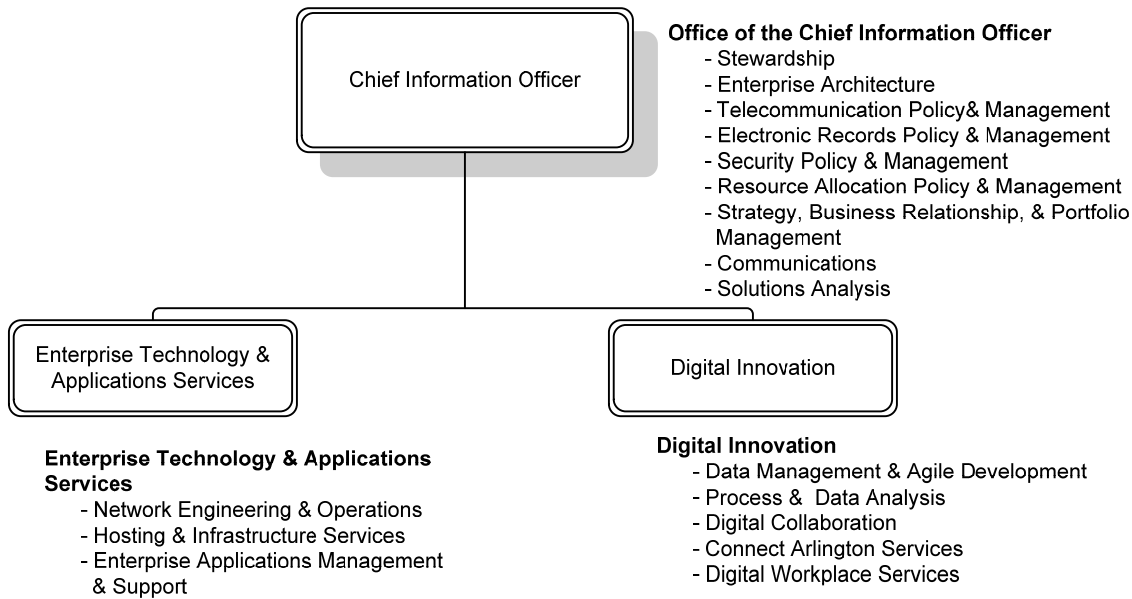 Chief Information Officer
Office of the Chief Information Officer
- Stewardship
- Enterprise Architecture
- Telecommunication Policy& Management
- Electronic Records Policy & Management
- Security Policy & Management
- Resource Allocation Policy & Management
- Strategy, Business Relationship, & Portfolio
Management
- Communications
- Solutions Analysis
Enterprise Technology &
Applications Services
Digital Innovation
Enterprise Technology & Applications
Services
- Network Engineering & Operations
- Hosting & Infrastructure Services
- Enterprise Applications Management
& Support
Digital Innovation
- Data Management & Agile Development
- Process &  Data Analysis
- Digital Collaboration
- Connect Arlington Services
- Digital Workplace Services